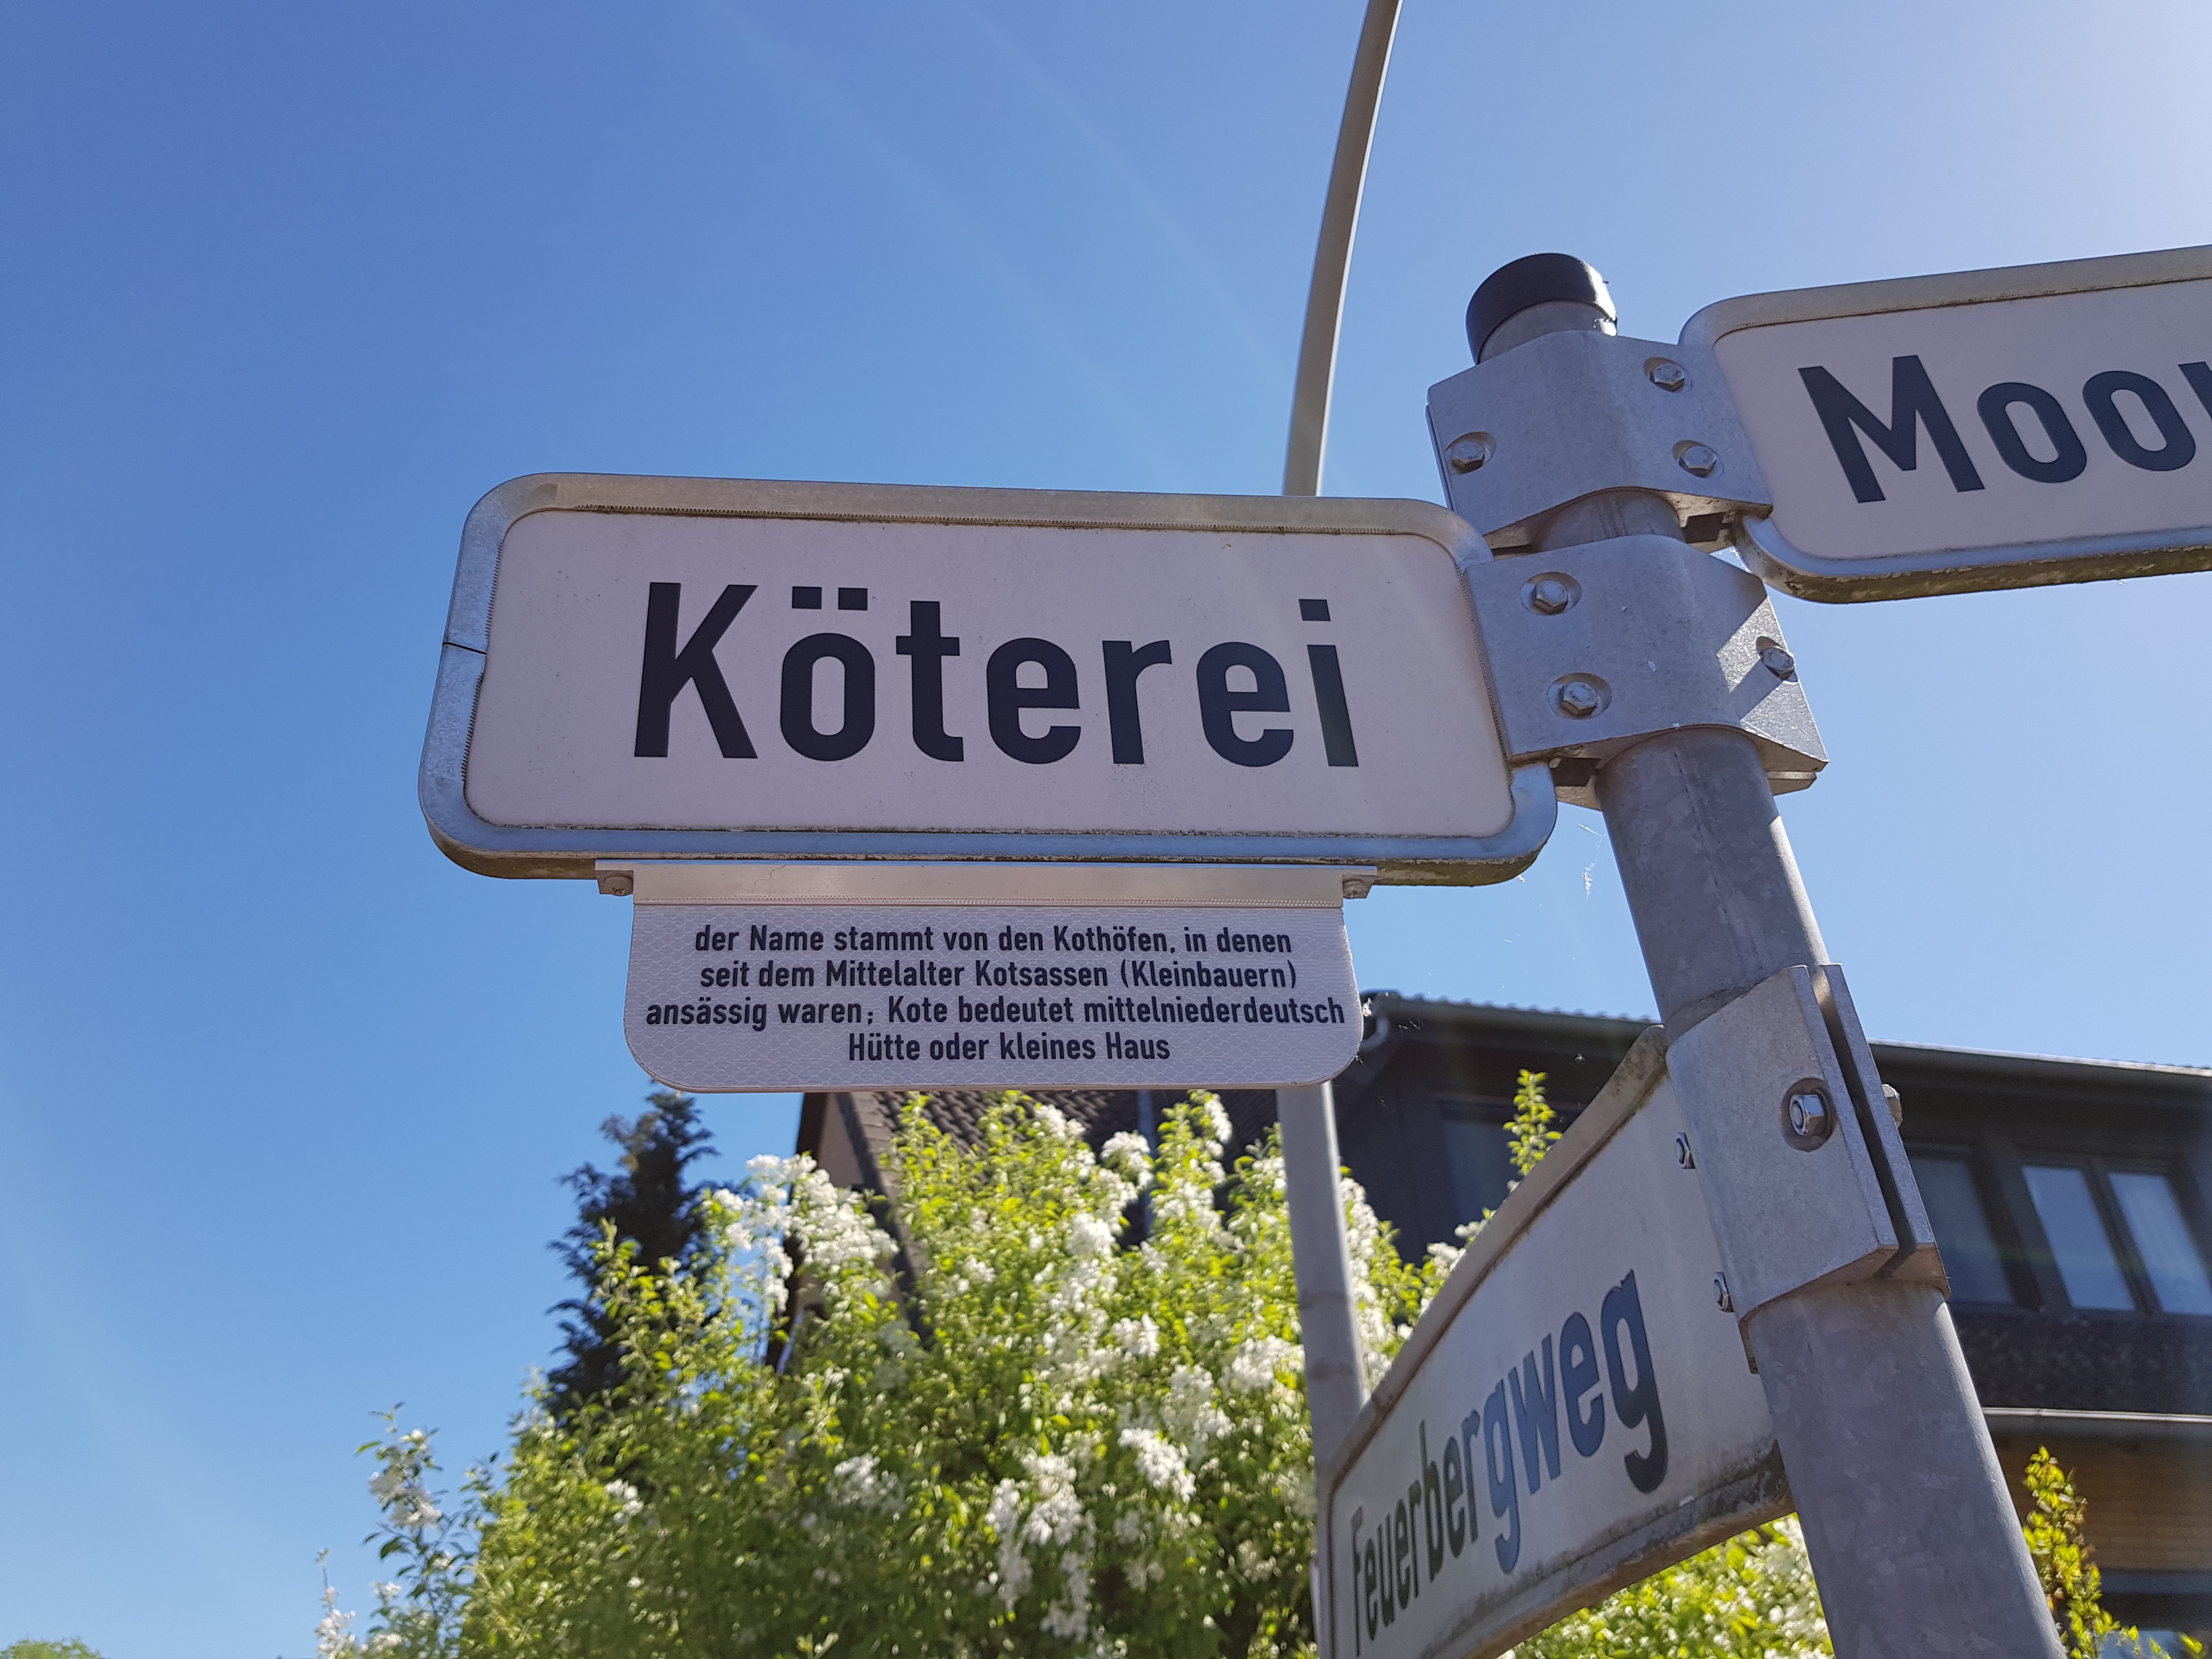 Köterei
der Name stammt von den Kothöfen, in denen
seit dem Mittelalter Kotsassen (Kleinbauern)
ansässig waren; Kote bedeutet mittelniederdeutsch
Hütte oder kleines Haus
Feuerbergweg